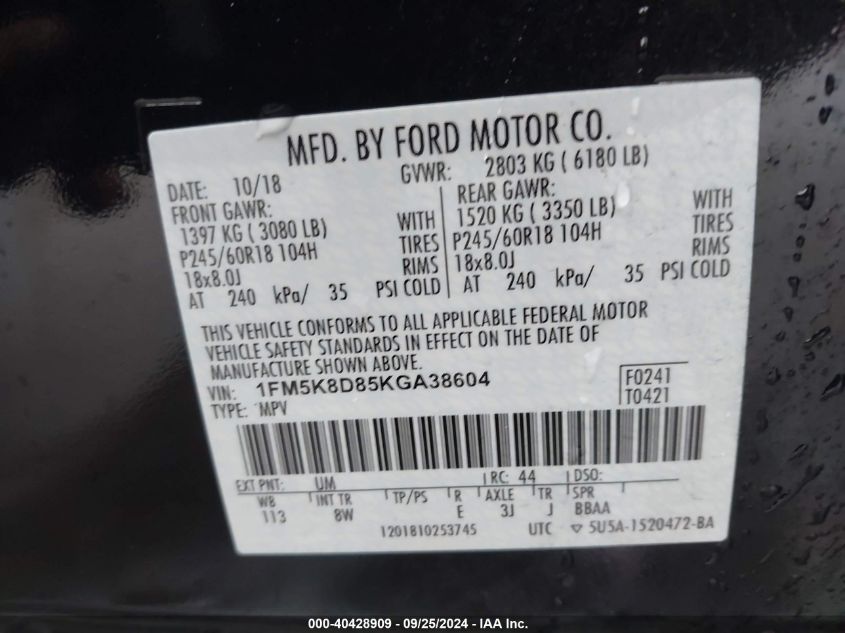 MFD. BY FORD MOTOR CO.
DATE: 10/18 GVWR: 2803 KG ( 6180 LB)
FRONT GAWR: REAR GAWR:
1397 KG ( 3080 LB) WITH 1520 KG ( 3350 LB) WITH
P245/60R18 104H TIRES P245/60R18 104H TIRES
18x8.0J RIMS 18x8.0J RIMS
AT 240 kPa/ 35 PSI COLD AT 240 kPa/ 35 PSI COLD
THIS VEHICLE CONFORMS TO ALL APPLICABLE FEDERAL MOTOR
VEHICLE SAFETY STANDARDS IN EFFECT ON THE DATE OF
MANUFACTURE SHOWN ABOVE.
VIN: 1FM5K8D85KGA38604 F0241
TYPE: MPV T0421
EXT PNT: UM RC: 44 DSO:
WB INT TR TP/PS R AXLE TR SPR
113 8W E 3J J BBAA
1201810253745 UTC ▽ 5U5A-1520472-BA
000-40428909 - 09/25/2024 - IAA Inc.